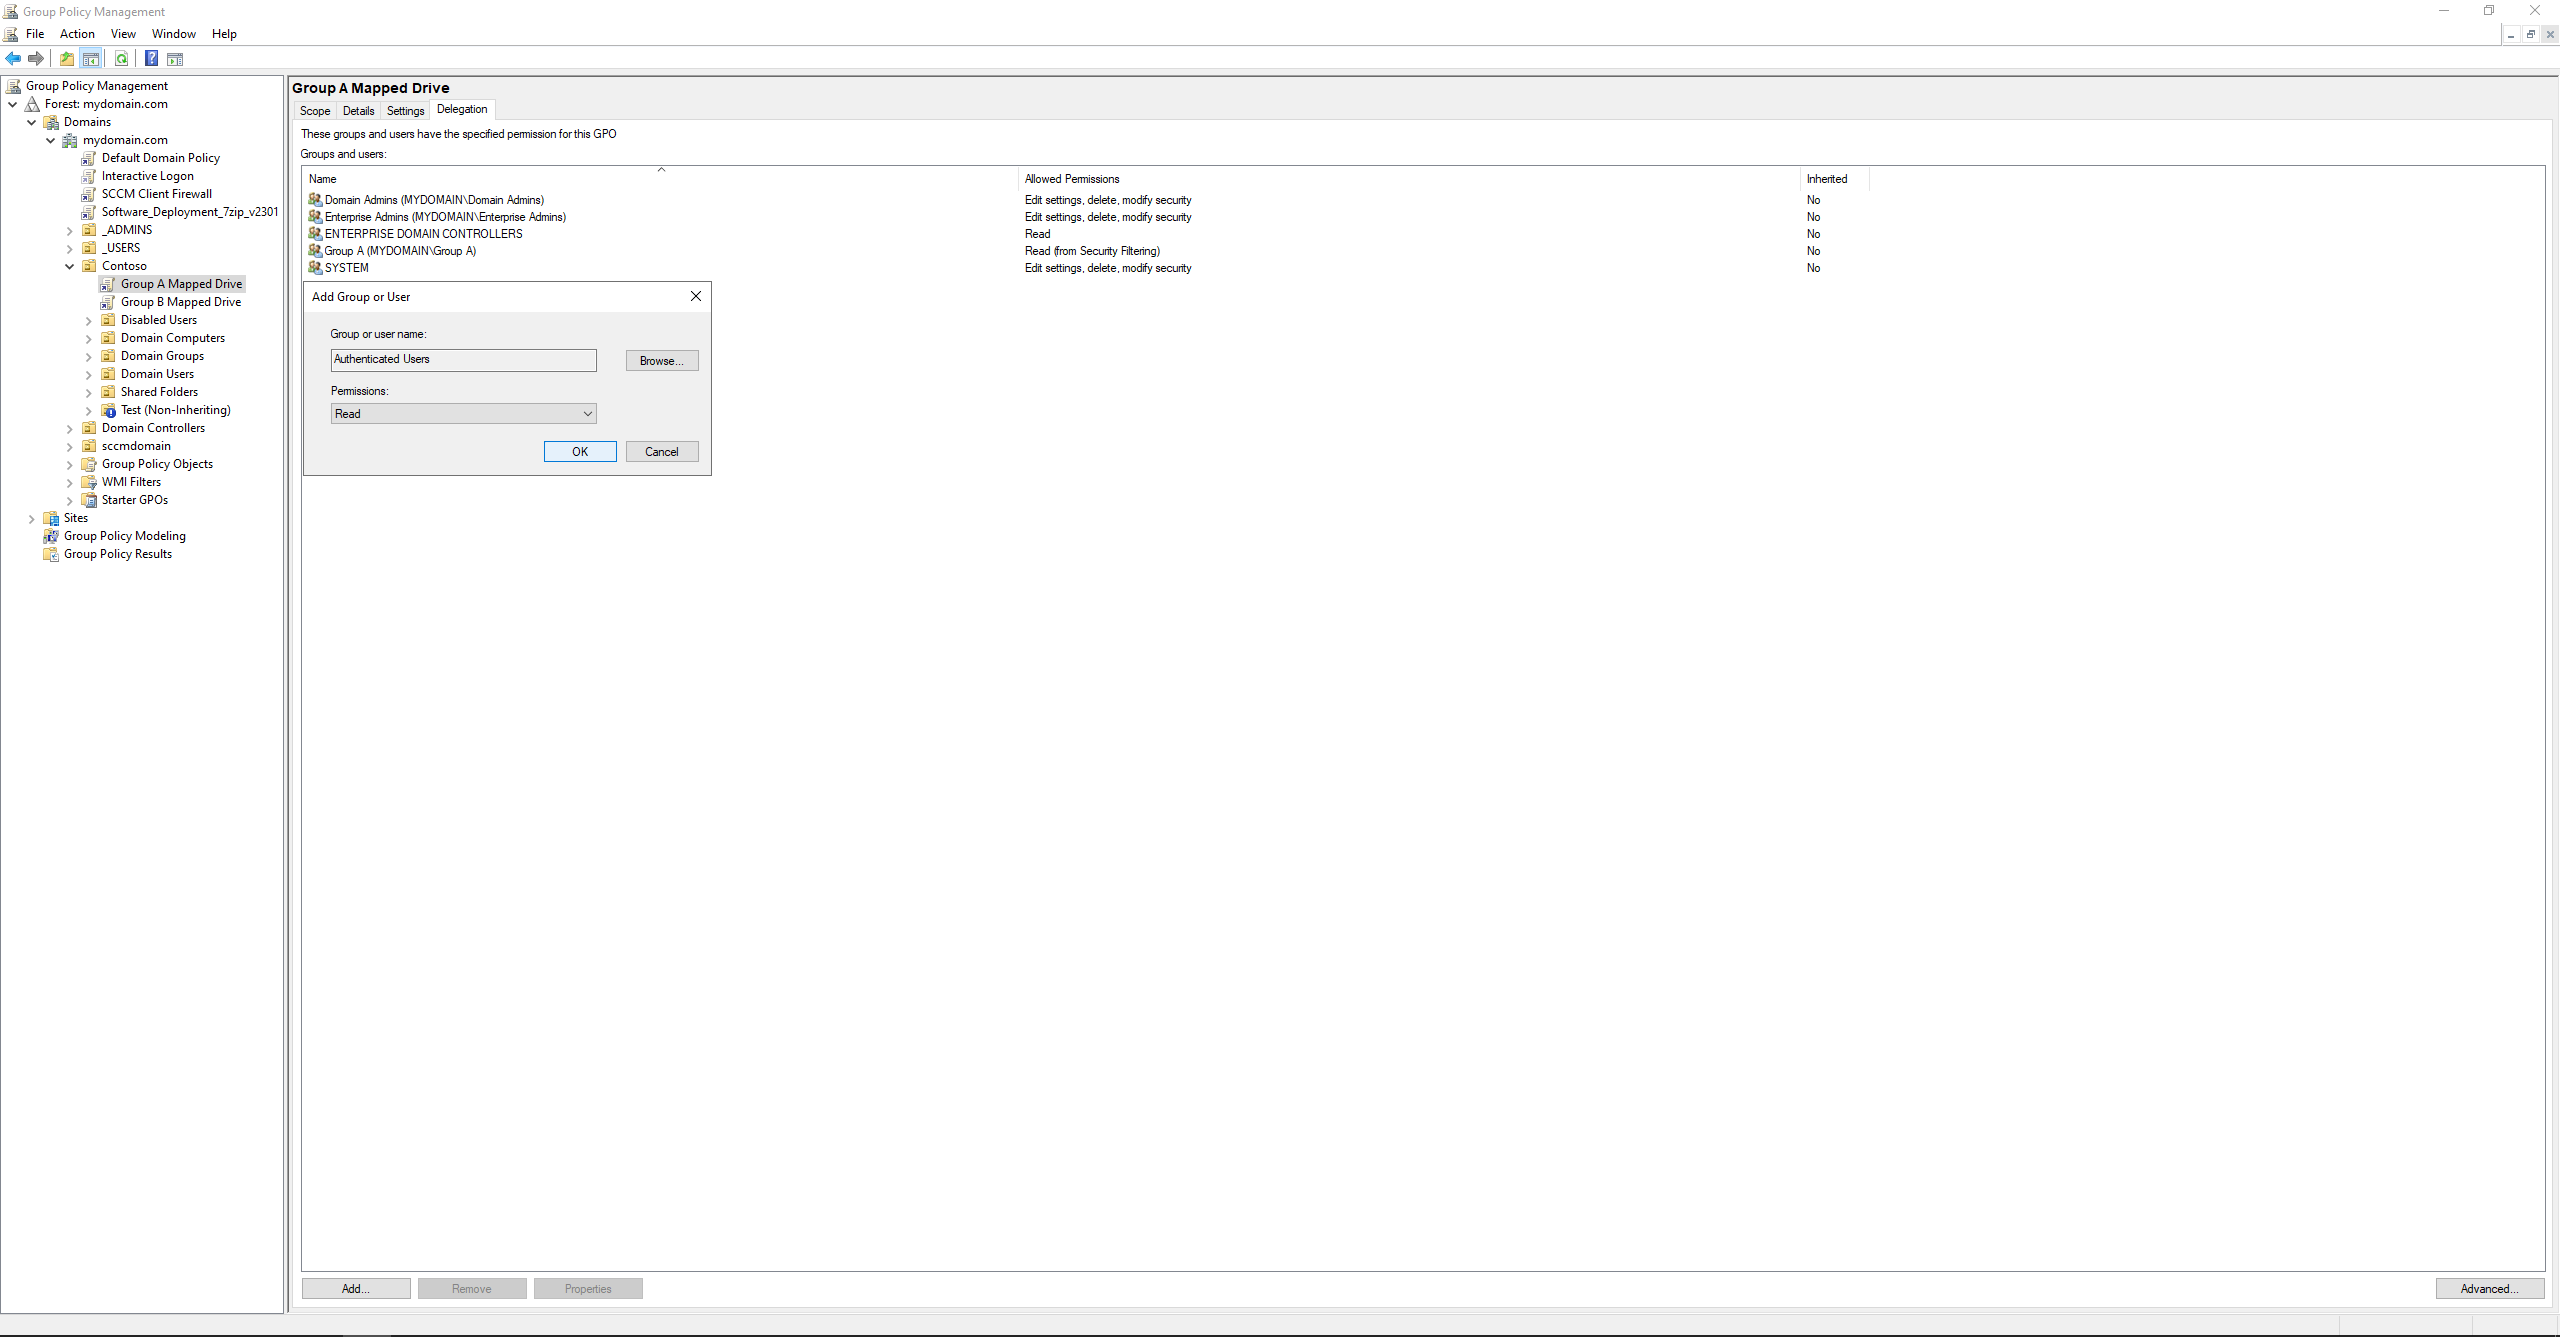 Group Policy Management
File Action View Window Help
Group Policy Management
Forest: mydomain.com
Domains
mydomain.com
Default Domain Policy
Interactive Logon
SCCM Client Firewall
Software_Deployment_7zip_v2301
_ADMINS
_USERS
Contoso
Group A Mapped Drive
Group B Mapped Drive
Disabled Users
Domain Computers
Domain Groups
Domain Users
Shared Folders
Test (Non-Inheriting)
Domain Controllers
sccmdomain
Group Policy Objects
WMI Filters
Starter GPOs
Sites
Group Policy Modeling
Group Policy Results
Group A Mapped Drive
Scope Details Settings Delegation
These groups and users have the specified permission for this GPO
Groups and users:
Name Allowed Permissions Inherited
Domain Admins (MYDOMAIN\Domain Admins) Edit settings, delete, modify security No
Enterprise Admins (MYDOMAIN\Enterprise Admins) Edit settings, delete, modify security No
ENTERPRISE DOMAIN CONTROLLERS Read No
Group A (MYDOMAIN\Group A) Read (from Security Filtering) No
SYSTEM Edit settings, delete, modify security No
Add Group or User
Group or user name:
Authenticated Users Browse...
Permissions:
Read
OK Cancel
Add... Remove Properties Advanced...